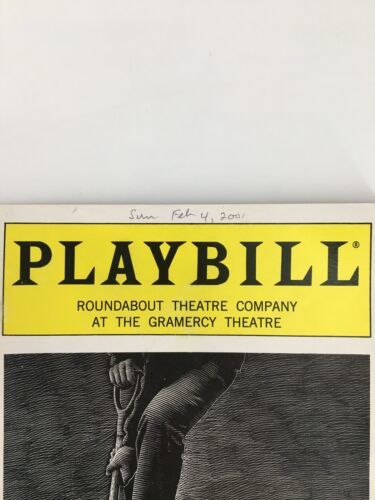 Sun Feb 4, 2001
PLAYBILL®
ROUNDABOUT THEATRE COMPANY
AT THE GRAMERCY THEATRE